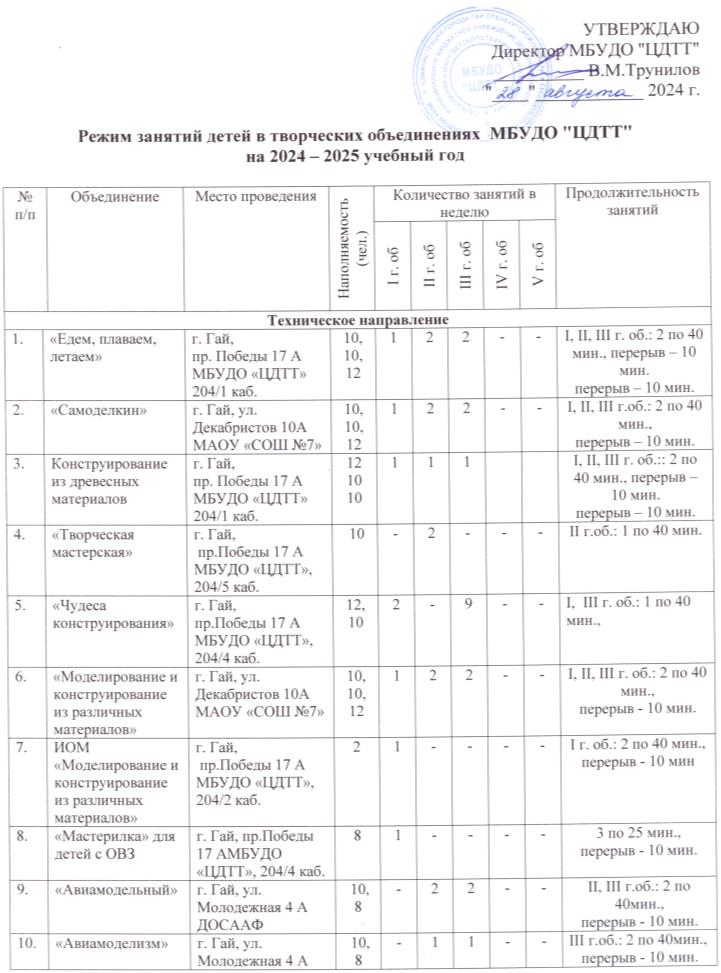 УТВЕРЖДАЮ
Директор МБУДО "ЦДТТ"
В.М.Трунилов
"28" августа 2024 г.
МБУДО
"ЦДТТ"
Режим занятий детей в творческих объединениях МБУДО "ЦДТТ"
на 2024 – 2025 учебный год
№ п/п
Объединение
Место проведения
Наполняемость (чел.)
Количество занятий в неделю
Продолжительность занятий
I г. об
II г. об
III г. об
IV г. об
V г. об
Техническое направление
1. «Едем, плаваем, 	г. Газ, 10, 1 2 2 - - I, II, III г. об.: 2 по 40
летаем» пр. Победы 17 А 10, мин., перерыв – 10
МБУДО «ЦДТТ» 12 мин.
204/1 каб. перерыв – 10 мин.
2. «Самоделкин» г. Гай, ул. 10, 1 2 2 - - I, II, III г.об.: 2 по 40
Декабристов 10А 10, мин.,
МАОУ «СОШ №7» 12 перерыв – 10 мин.
3. Конструирование г. Гай, 12 1 1 1 I, II, III г. об.:: 2 по
из древесных пр. Победы 17 А 10 40 мин., перерыв –
материалов МБУДО «ЦДТТ» 10 10 мин.
204/1 каб. перерыв – 10 мин.
4. «Творческая г. Гай, 10 - 2 - - - II г.об.: 1 по 40 мин.
мастерская» пр.Победы 17 А
МБУДО «ЦДТТ»,
204/5 каб.
5. «Чудеса г. Гай, 12, 2 - 9 - - I, III г. об.: 1 по 40
конструирования» пр.Победы 17 А 10 мин.,
МБУДО «ЦДТТ»,
204/4 каб.
6. «Моделирование и г. Гай, ул. 10, 1 2 2 - - I, II, III г. об.: 2 по 40
конструирование Декабристов 10А 10, мин.,
из различных МАОУ «СОШ №7» 12 перерыв - 10 мин.
материалов»
7. ИОМ г. Гай, 2 1 - - - - I г. об.: 2 по 40 мин.,
«Моделирование и пр.Победы 17 А перерыв - 10 мин
конструирование МБУДО «ЦДТТ»,
из различных 204/2 каб.
материалов»
8. «Мастерилка» для г. Гай, пр.Победы 8 1 - - - - 3 по 25 мин.,
детей с ОВЗ 17 АМБУДО перерыв - 10 мин.
«ЦДТТ», 204/4 каб.
9. «Авиамодельный» г. Гай, ул. 10, - 2 2 - - II, III г.об.: 2 по
Молодежная 4 А 8 40мин.,
ДОСААФ перерыв - 10 мин.
10. «Авиамоделизм» г. Гай, ул. 10, - 1 1 - - III г.об.: 2 по 40мин.,
Молодежная 4 А 8 перерыв - 10 мин.